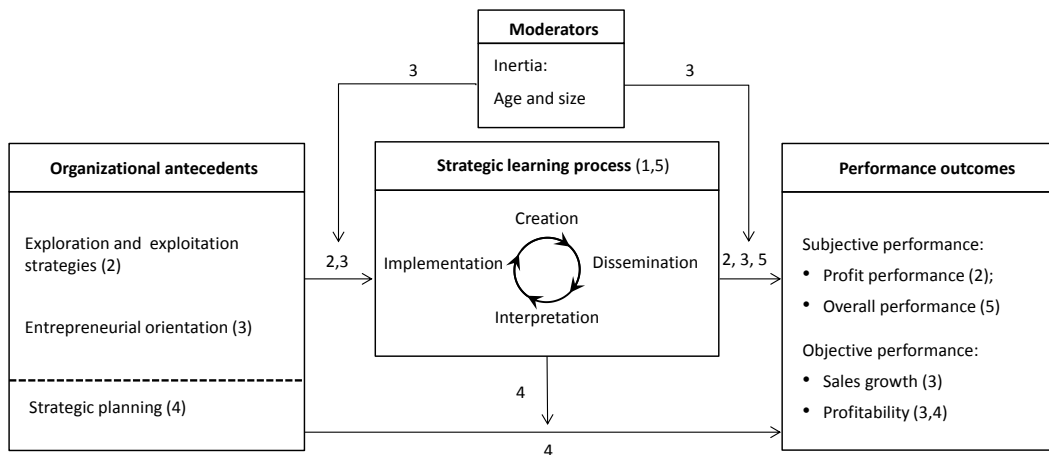 Moderators
Inertia:
Age and size
3
3
Organizational antecedents
Exploration and exploitation
strategies (2)
Entrepreneurial orientation (3)
Strategic planning (4)
2,3
Strategic learning process (1,5)
Creation
Implementation
Dissemination
Interpretation
2, 3, 5
4
4
Performance outcomes
Subjective performance:
• Profit performance (2);
• Overall performance (5)
Objective performance:
• Sales growth (3)
• Profitability (3,4)